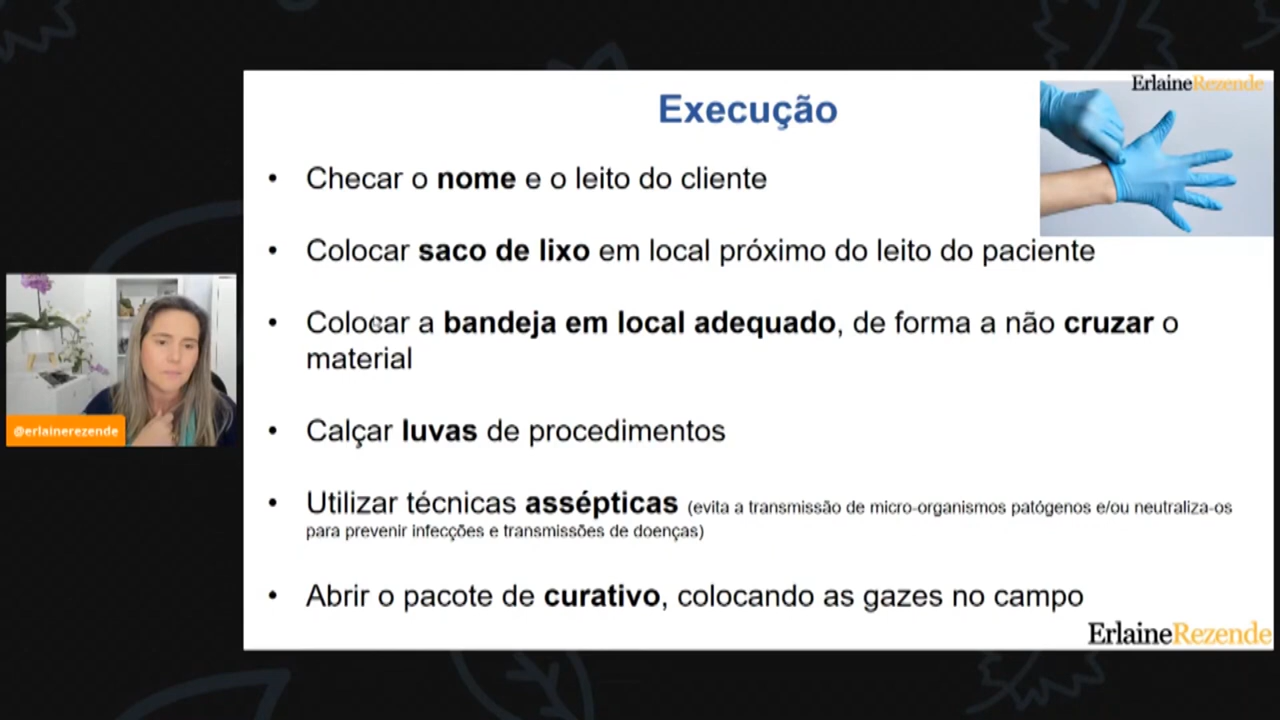 ErlaineRezende
Execução
• Checar o nome e o leito do cliente
• Colocar saco de lixo em local próximo do leito do paciente
• Colocar a bandeja em local adequado, de forma a não cruzar o
material
• Calçar luvas de procedimentos
• Utilizar técnicas assépticas (evita a transmissão de micro-organismos patógenos e/ou neutraliza-os
para prevenir infecções e transmissões de doenças)
• Abrir o pacote de curativo, colocando as gazes no campo
ErlaineRezende
@erlainerezende